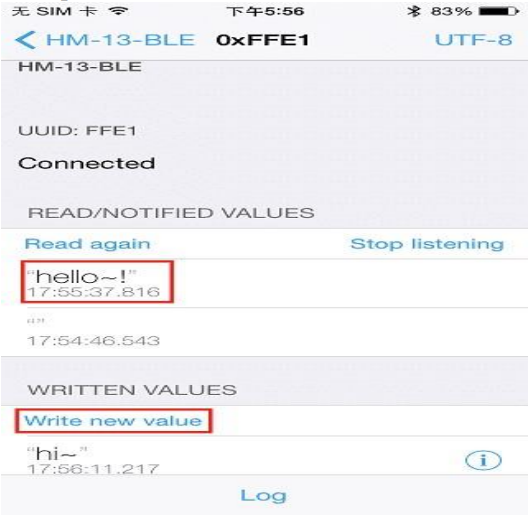 无 SIM 卡 下午5:56 83%
HM-13-BLE 0xFFE1 UTF-8
HM-13-BLE
UUID: FFE1
Connected
READ/NOTIFIED VALUES
Read again Stop listening
“hello~!”
17:55:37.816
“”
17:54:46.543
WRITTEN VALUES
Write new value
“hi~”
17:56:11.217
Log